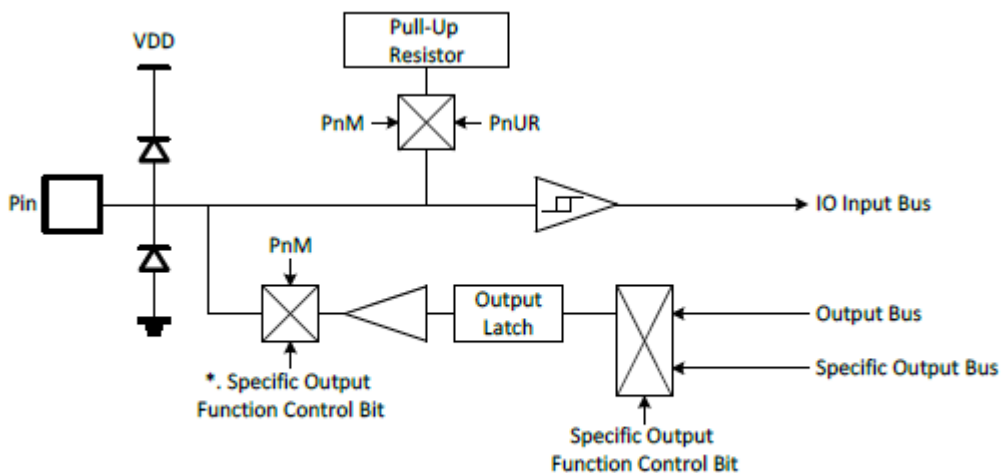 Pull-Up
Resistor
VDD
PnM
PnUR
Pin
IO Input Bus
PnM
Output
Latch
Output Bus
Specific Output Bus
*. Specific Output
Function Control Bit
Specific Output
Function Control Bit